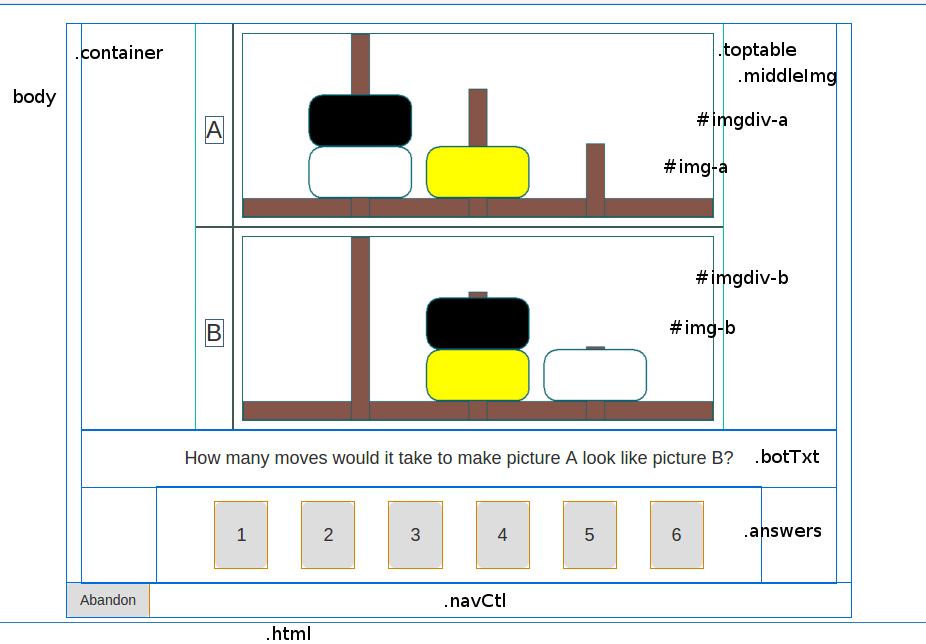 .container
.toptable
.middleImg
body
#imgdiv-a
A
#img-a
#imgdiv-b
#img-b
B
How many moves would it take to make picture A look like picture B?
.botTxt
1 2 3 4 5 6
.answers
Abandon
.navCtl
.html